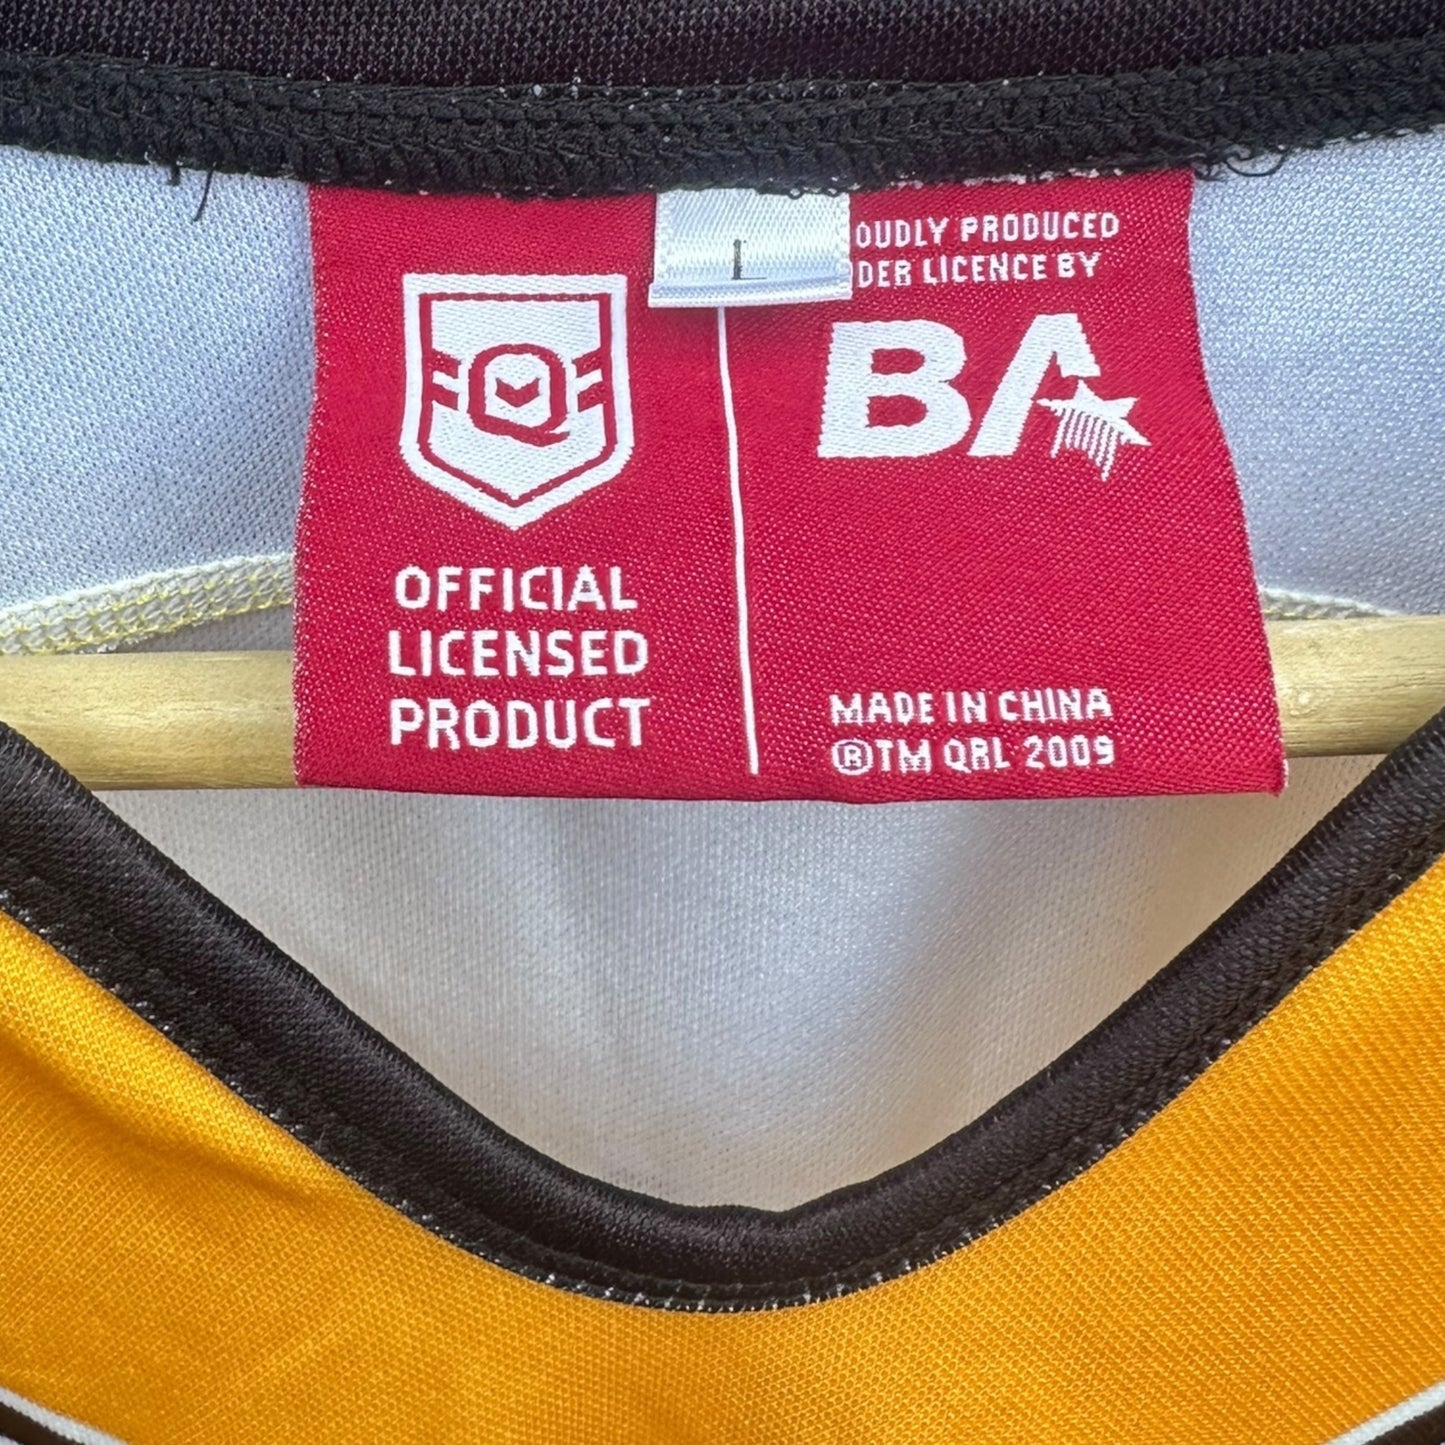 L
OUDLY PRODUCED
DER LICENCE BY
BA
Q
OFFICIAL
LICENSED
PRODUCT
MADE IN CHINA
®TM QRL 2009